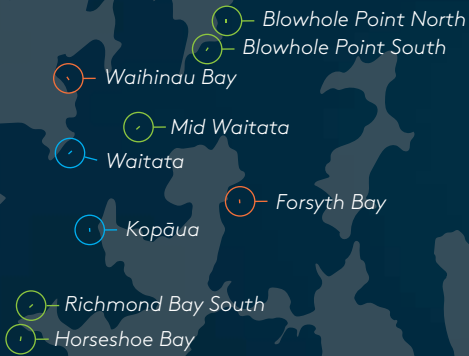 Blowhole Point North
Blowhole Point South
Waihinau Bay
Mid Waitata
Waitata
Forsyth Bay
Kopāua
Richmond Bay South
Horseshoe Bay